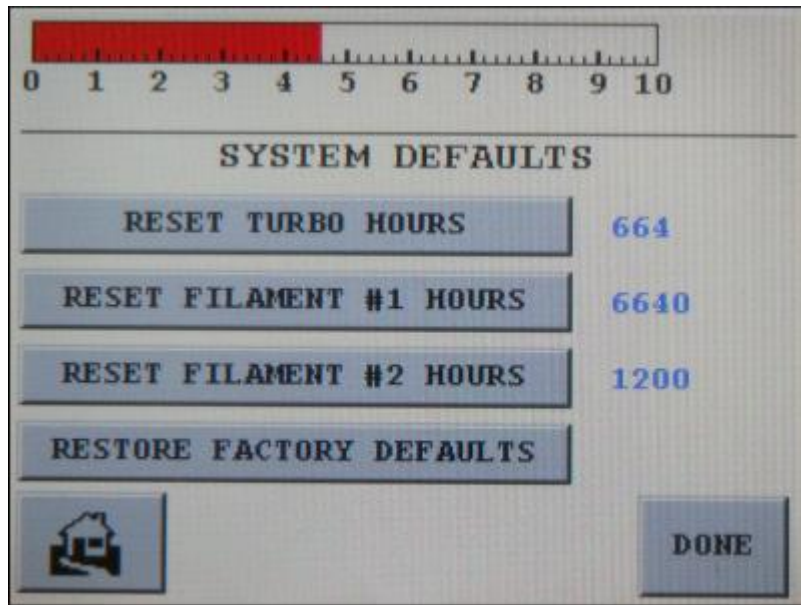 0 1 2 3 4 5 6 7 8 9 10
SYSTEM DEFAULTS
RESET TURBO HOURS 664
RESET FILAMENT #1 HOURS 6640
RESET FILAMENT #2 HOURS 1200
RESTORE FACTORY DEFAULTS
DONE